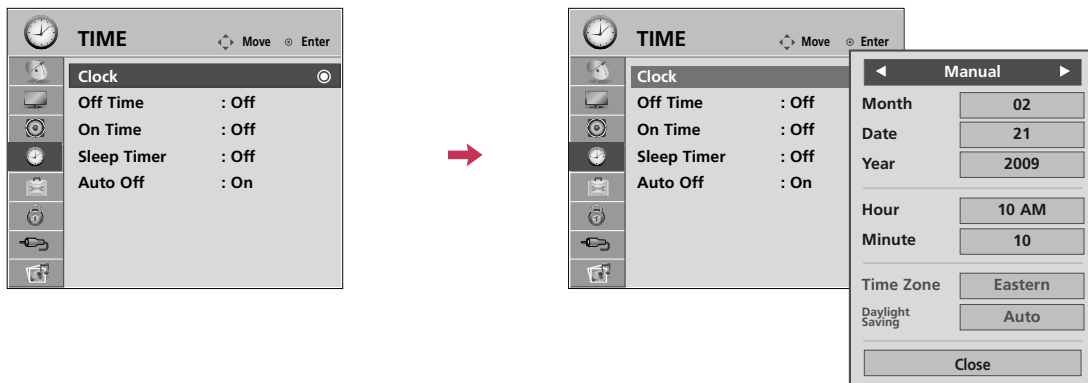 TIME
Move Enter
Clock
Off Time : Off
On Time : Off
Sleep Timer : Off
Auto Off : On
TIME
Move Enter
Clock
Off Time : Off
On Time : Off
Sleep Timer : Off
Auto Off : On
Manual
Month 02
Date 21
Year 2009
Hour 10 AM
Minute 10
Time Zone Eastern
Daylight
Saving Auto
Close